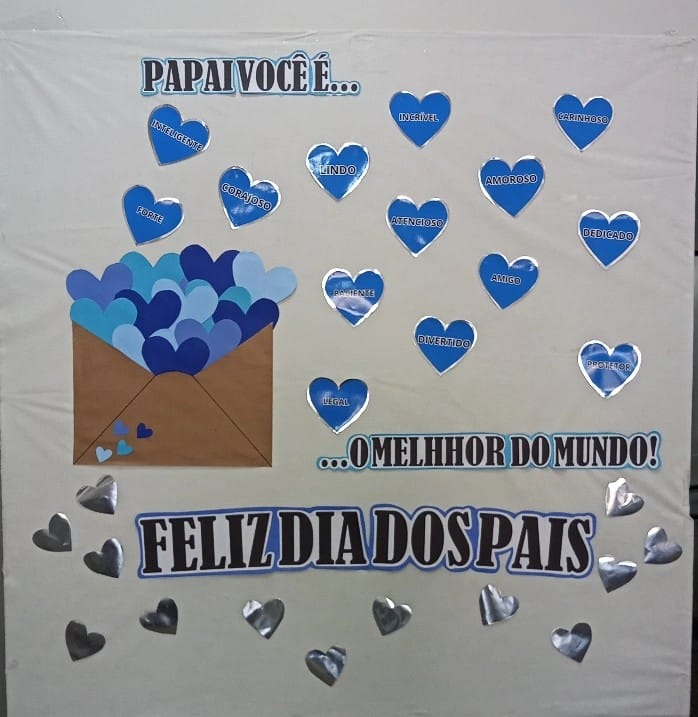 PAPAI VOCÊ É...
INTELIGENTE
INCRÍVEL
CARINHOSO
LINDO
AMOROSO
FORTE
CORAJOSO
ATENCIOSO
DEDICADO
PACIENTE
AMIGO
DIVERTIDO
PROTETOR
LEGAL
...O MELHHOR DO MUNDO!
FELIZ DIA DOS PAIS